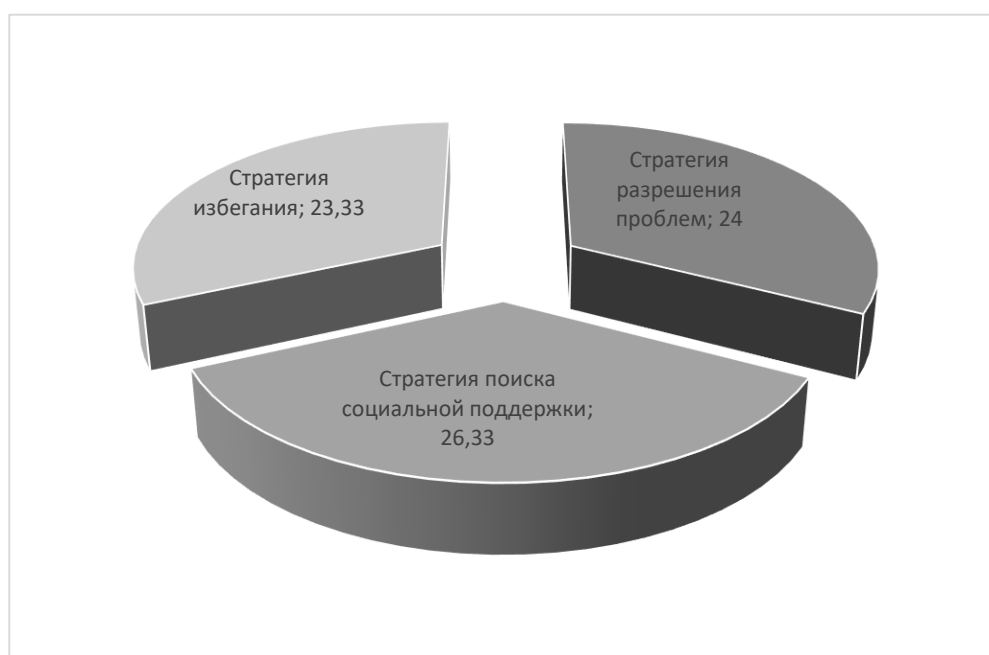 Стратегия
избегания; 23,33
Стратегия
разрешения
проблем; 24
Стратегия поиска
социальной поддержки;
26,33